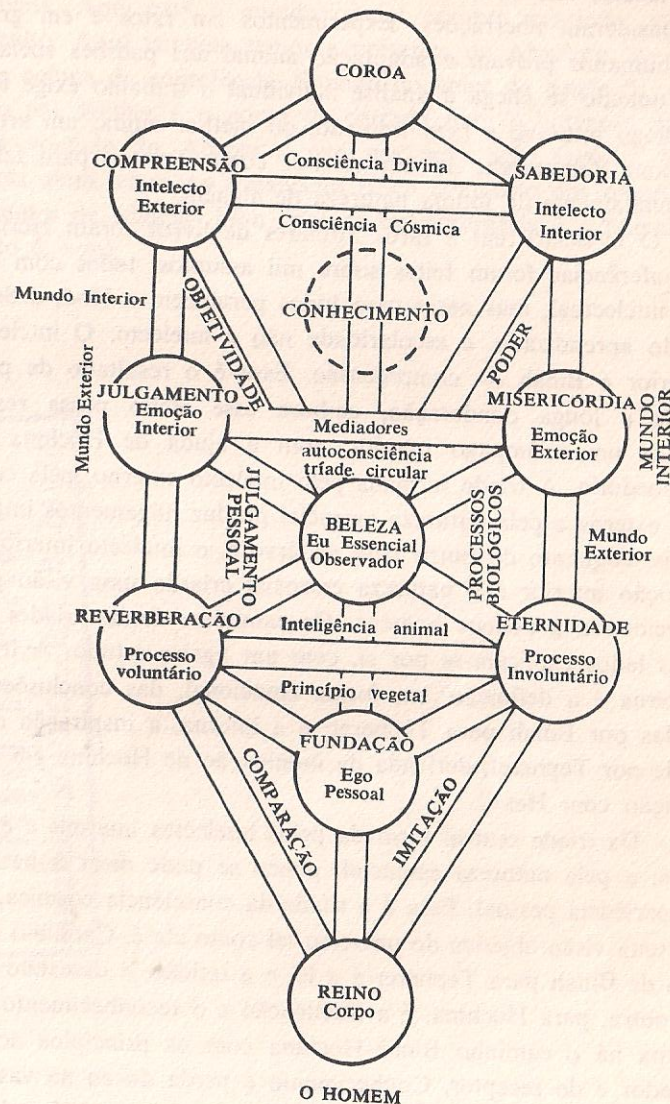 COROA
COMPREENSÃO
Intelecto
Exterior
Consciência Divina
SABEDORIA
Intelecto
Interior
Consciência Cósmica
Mundo Interior
OBJETIVIDADE
CONHECIMENTO
PODER
Mundo Exterior
JULGAMENTO
Emoção
Interior
Mediadores
MISERICÓRDIA
Emoção
Exterior
MUNDO
INTERIOR
autoconsciência
tríade circular
JULGAMENTO
PESSOAL
BELEZA
Eu Essencial
Observador
PROCESSOS
BIOLÓGICOS
Mundo
Exterior
REVERBERAÇÃO
Processo
voluntário
Inteligência animal
ETERNIDADE
Processo
Involuntário
Princípio vegetal
FUNDAÇÃO
Ego
Pessoal
COMPARAÇÃO
IMITAÇÃO
REINO
Corpo
O HOMEM